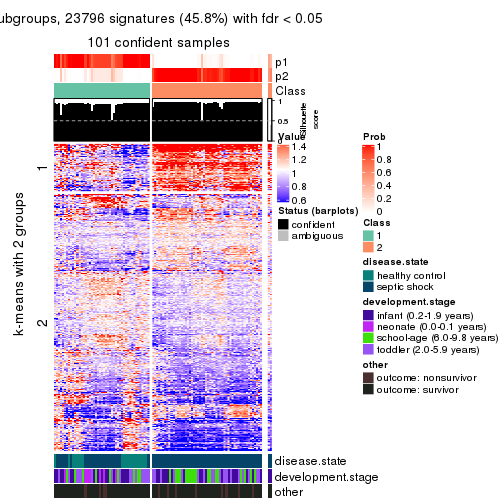 ubgroups, 23796 signatures (45.8%) with fdr < 0.05
101 confident samples
p1
p2
Class
1
0.5
0
Silhouette
score
k-means with 2 groups
1
2
Value
1.4
1.2
1
0.8
0.6
Status (barplots)
confident
ambiguous
Prob
1
0.8
0.6
0.4
0.2
0
Class
1
2
disease.state
healthy control
septic shock
development.stage
infant (0.2-1.9 years)
neonate (0.0-0.1 years)
school-age (6.0-9.8 years)
toddler (2.0-5.9 years)
other
outcome: nonsurvivor
outcome: survivor
disease.state
development.stage
other